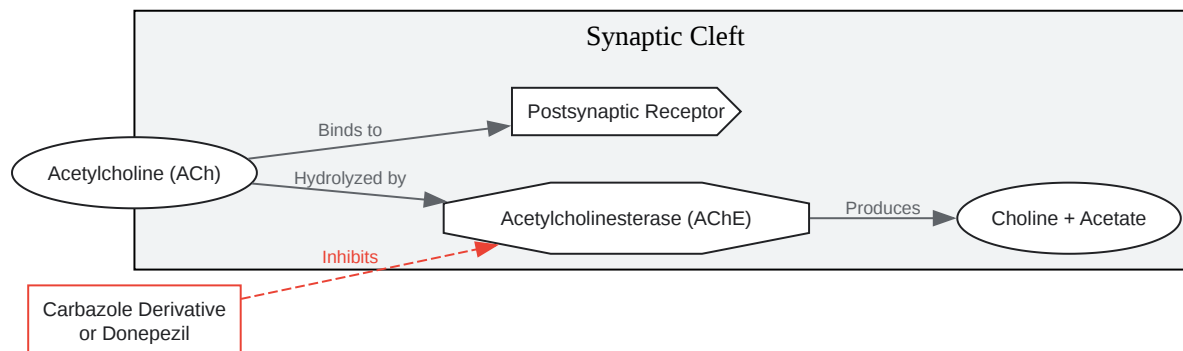 Synaptic Cleft
Postsynaptic Receptor
Binds to
Acetylcholine (ACh)
Hydrolyzed by
Acetylcholinesterase (AChE)
Produces
Choline + Acetate
Inhibits
Carbazole Derivative
or Donepezil